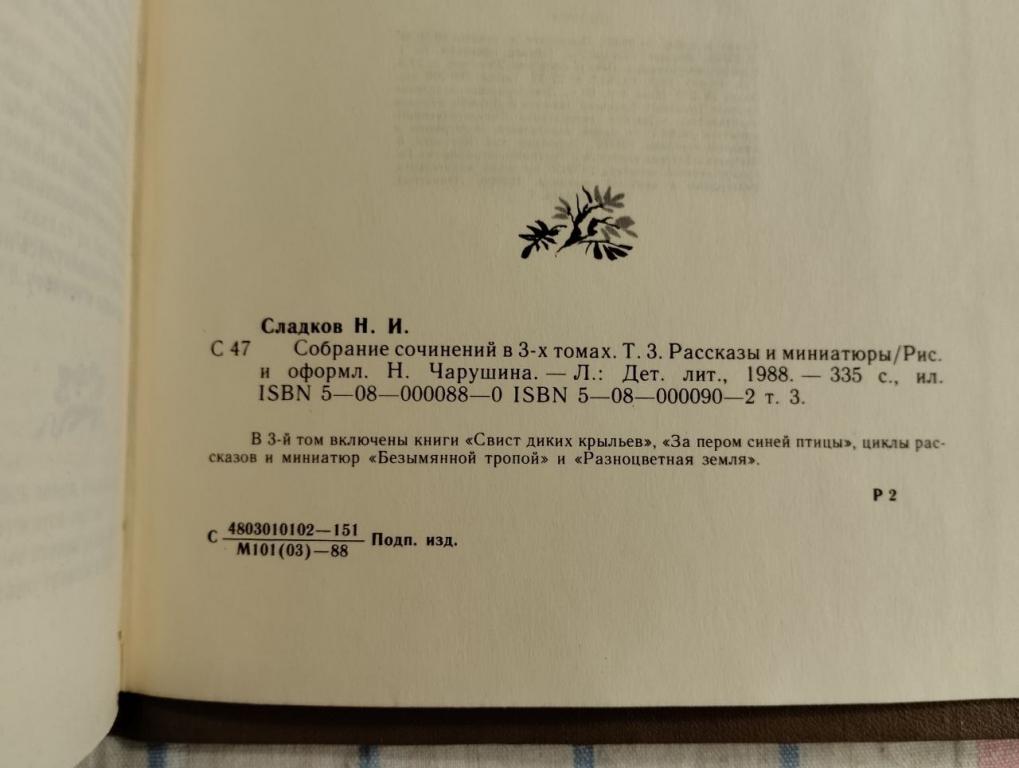 Сладков Н. И.
С 47 Собрание сочинений в 3-х томах. Т. 3. Рассказы и миниатюры/Рис.
и оформл. Н. Чарушина. — Л.: Дет. лит., 1988. — 335 с., ил.
ISBN 5—08—000088—0 ISBN 5—08—000090—2 т. 3.
В 3-й том включены книги «Свист диких крыльев», «За пером синей птицы», циклы рас-
сказов и миниатюр «Безымянной тропой» и «Разноцветная земля».
Р 2
С 4803010102—151
М101(03)—88 Подп. изд.